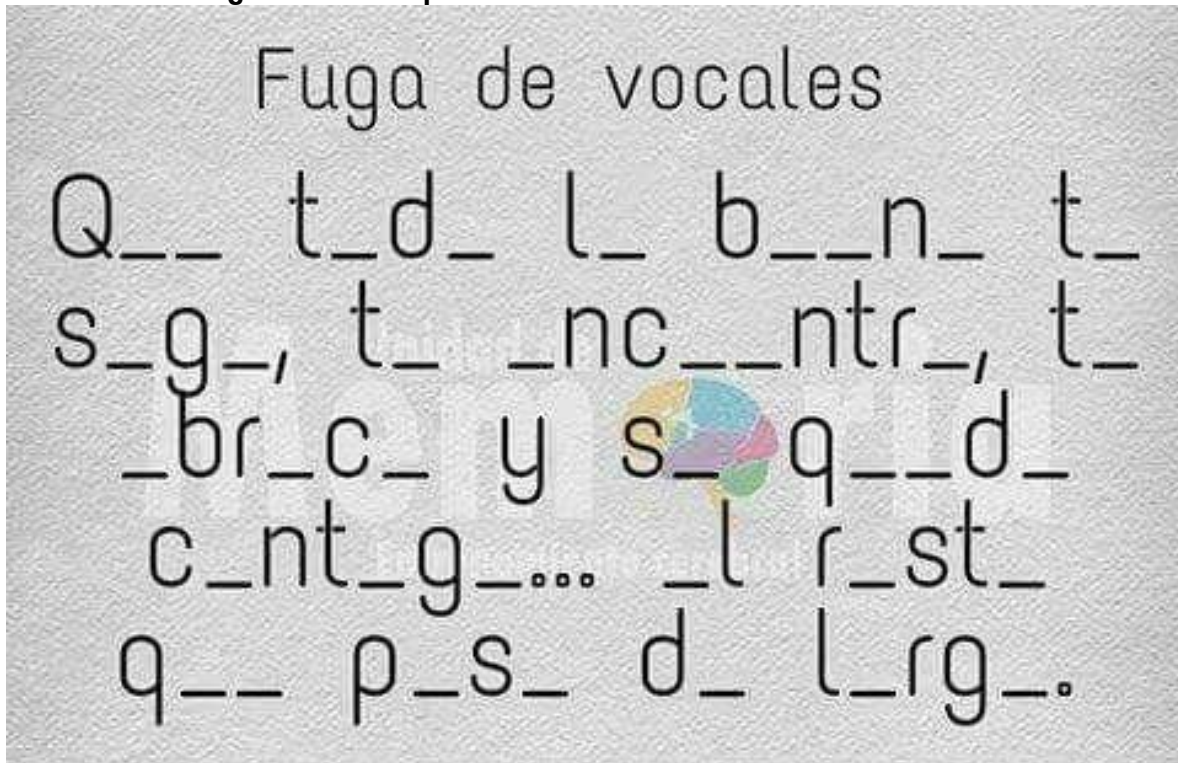 Fuga de vocales
Q__ t_d_ l_ b__n_ t_
s_g_, t_ _nc__ntr_, t_
_br_c_ y s_ q__d_
c_nt_g_... _l r_st_
q__ p_s_ d_ l_rg_.